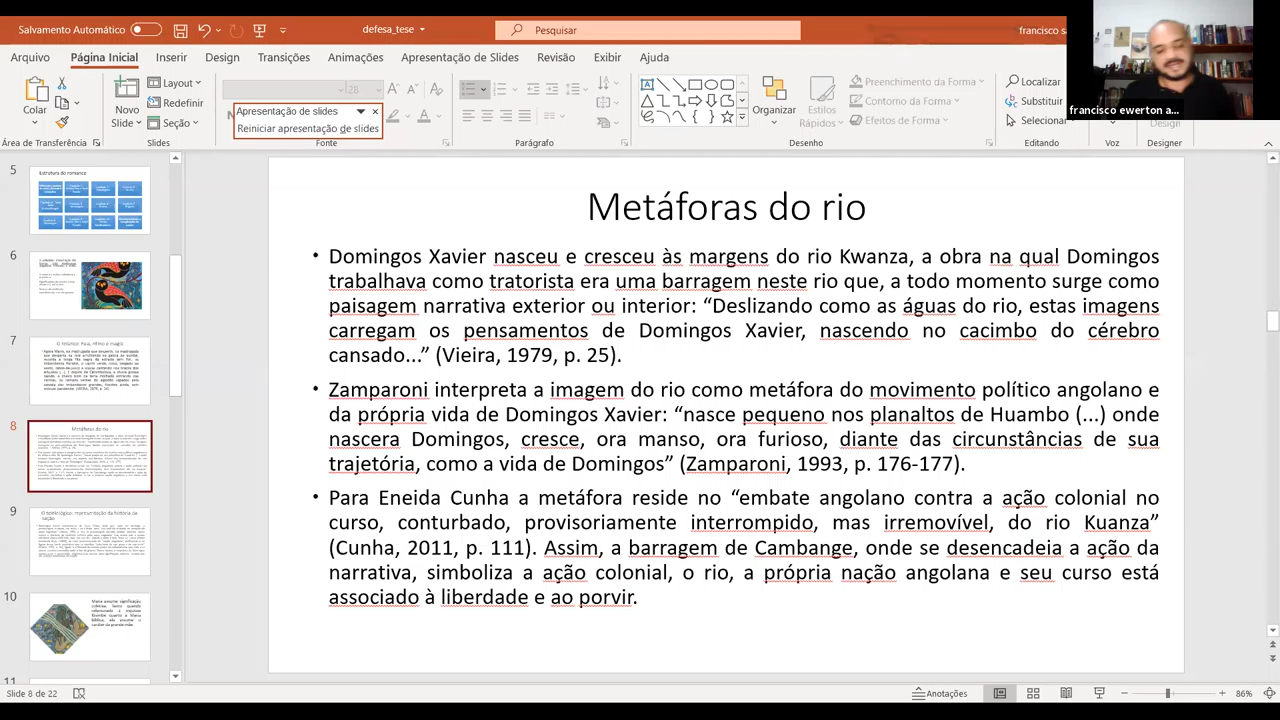 Salvamento Automático
defesa_tese
Pesquisar
francisco s
Arquivo Página Inicial Inserir Design Transições Animações Apresentação de Slides Revisão Exibir Ajuda
Colar
Novo
Slide
Layout
Redefinir
Seção
28
Apresentação de slides
Reiniciar apresentação de slides
Organizar
Estilos
Rápidos
Preenchimento da Forma
Contorno da Forma
Efeitos de Forma
Localizar
Substituir
Selecionar
francisco ewerton a...
Design
Área de Transferência Slides Fonte Parágrafo Desenho Editando Voz Designer
5
Estrutura do romance
6
7
8
Metáforas do rio
9
10
11
Metáforas do rio
• Domingos Xavier nasceu e cresceu às margens do rio Kwanza, a obra na qual Domingos
trabalhava como tratorista era uma barragem neste rio que, a todo momento surge como
paisagem narrativa exterior ou interior: “Deslizando como as águas do rio, estas imagens
carregam os pensamentos de Domingos Xavier, nascendo no cacimbo do cérebro
cansado...” (Vieira, 1979, p. 25).
• Zamparoni interpreta a imagem do rio como metáfora do movimento político angolano e
da própria vida de Domingos Xavier: “nasce pequeno nos planaltos de Huambo (...) onde
nascera Domingos, cresce, ora manso, ora furioso, diante das circunstâncias de sua
trajetória, como a vida de Domingos” (Zamparoni, 1993, p. 176-177).
• Para Eneida Cunha a metáfora reside no “embate angolano contra a ação colonial no
curso, conturbado, provisoriamente interrompido mas irremovível, do rio Kuanza”
(Cunha, 2011, p. 111). Assim, a barragem de Cambange, onde se desencadeia a ação da
narrativa, simboliza a ação colonial, o rio, a própria nação angolana e seu curso está
associado à liberdade e ao porvir.
Slide 8 de 22
Anotações
86%